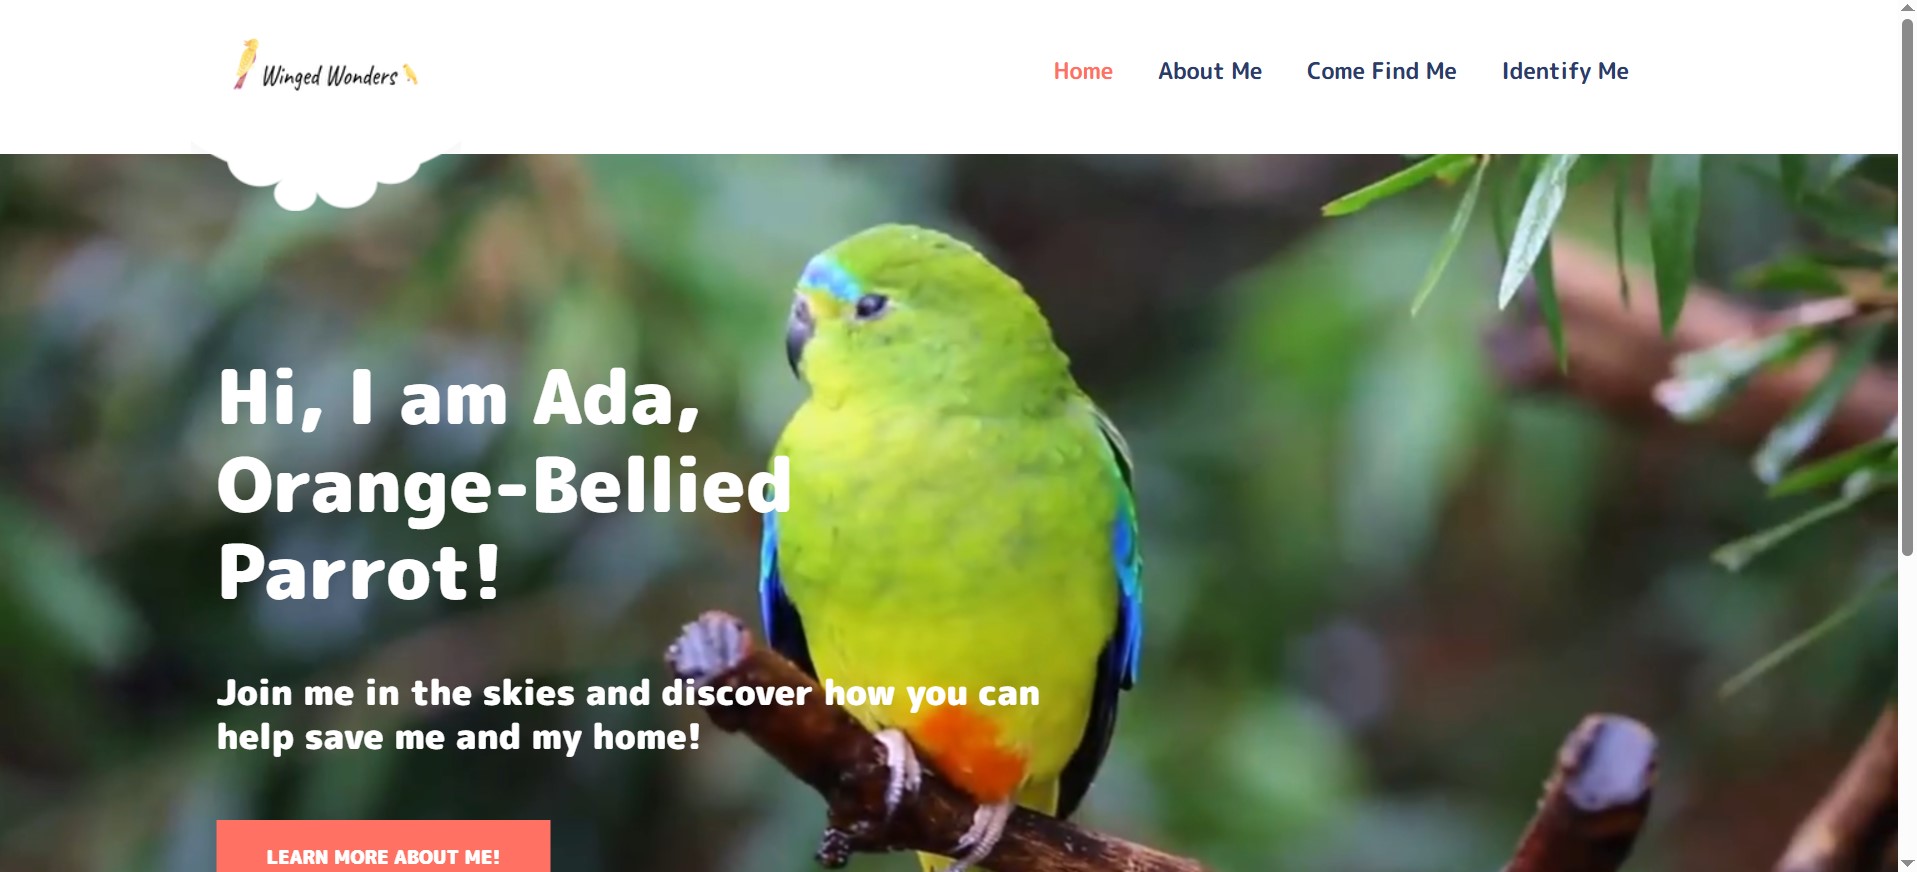 Winged Wonders
Home
About Me
Come Find Me
Identify Me
Hi, I am Ada,
Orange-Bellied
Parrot!
Join me in the skies and discover how you can
help save me and my home!
LEARN MORE ABOUT ME!